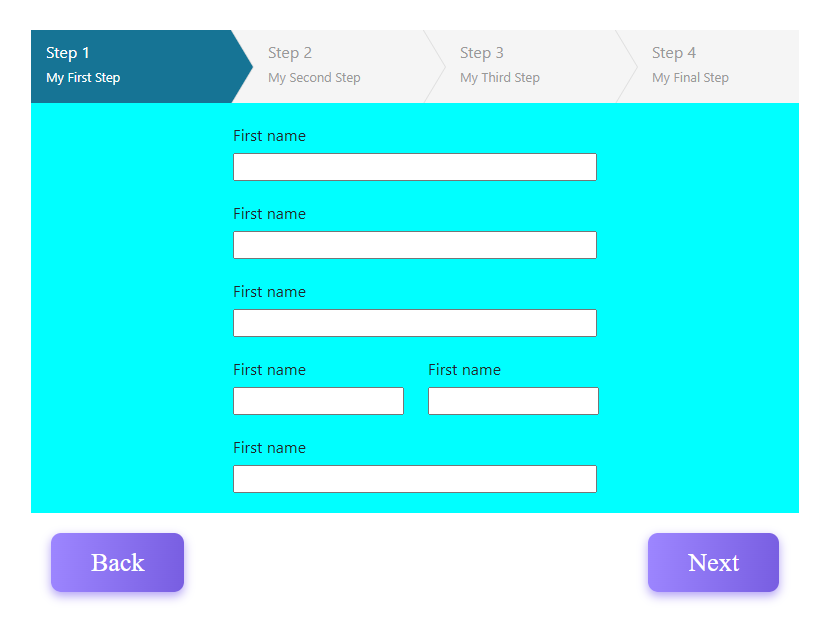 Step 1
My First Step
Step 2
My Second Step
Step 3
My Third Step
Step 4
My Final Step
First name
First name
First name
First name
First name
First name
Back
Next